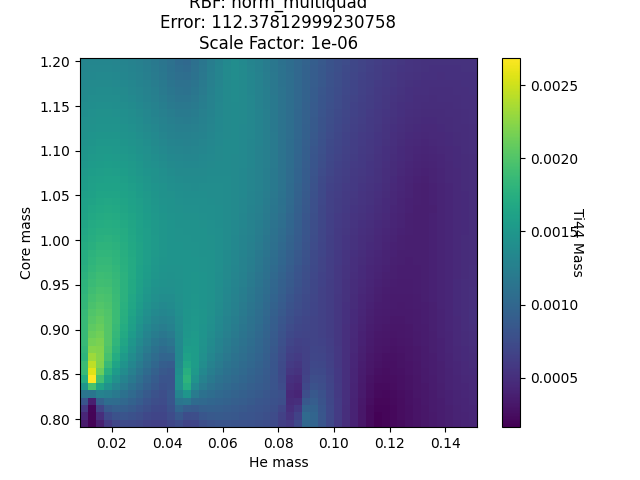 RBF: norm_multiquad
Error: 112.37812999230758
Scale Factor: 1e-06
1.20
1.15
1.10
1.05
1.00
0.95
0.90
0.85
0.80
Core mass
0.02 0.04 0.06 0.08 0.10 0.12 0.14
He mass
0.0025
0.0020
0.0015
0.0010
0.0005
Ti44 Mass